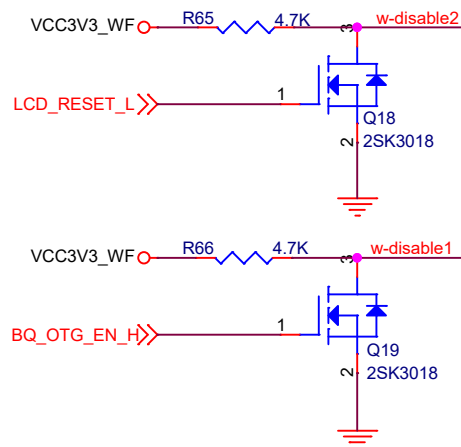 VCC3V3_WF R65 4.7K 3 w-disable2
LCD_RESET_L 1
Q18
2 2SK3018
VCC3V3_WF R66 4.7K 3 w-disable1
BQ_OTG_EN_H 1
Q19
2 2SK3018